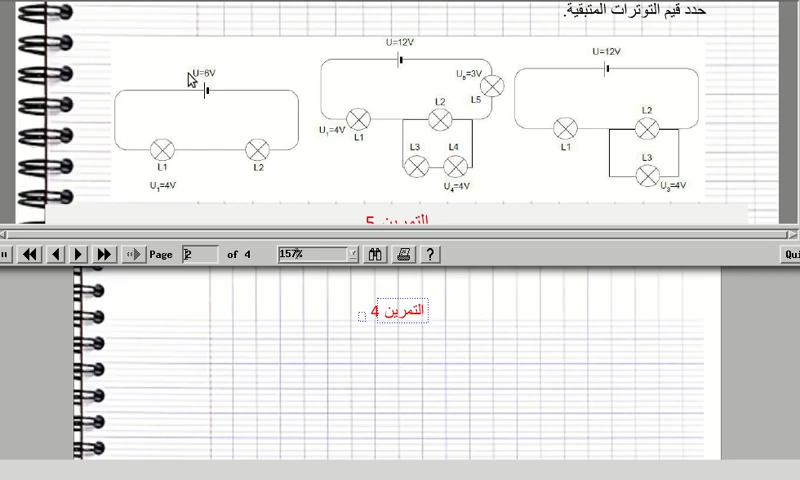 حدد قيم التوترات المتبقية.
U=6V
L1
L2
U1=4V
U=12V
U5=3V
L5
L2
U1=4V
L1
L3
L4
U4=4V
U=12V
L2
L1
L3
U3=4V
التمرين 5
Page 2 of 4 157% ?
Qui
التمرين 4